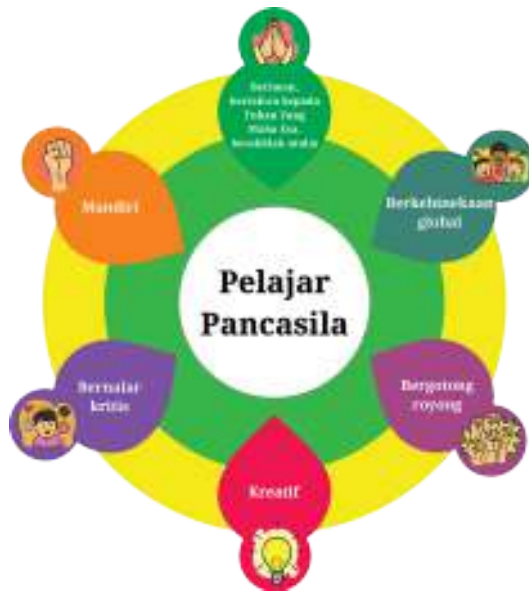 Beriman,
bertakwa kepada
Tuhan Yang
Maha Esa,
berakhlak mulia
Berkebinekaan
global
Bergotong
royong
Kreatif
Bernalar
kritis
Mandiri
Pelajar
Pancasila